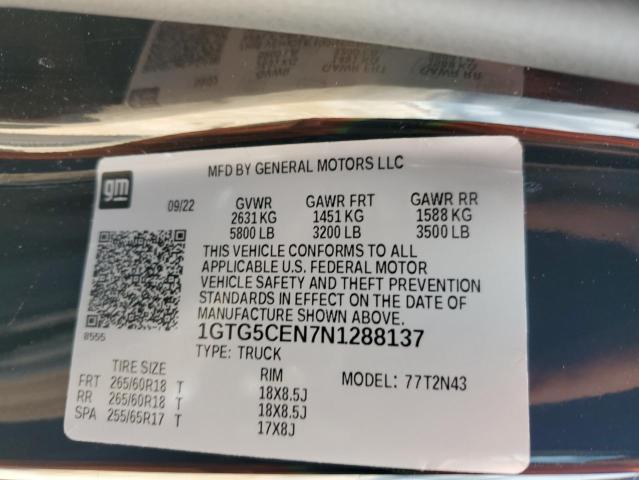 MFD BY GENERAL MOTORS LLC
gm
09/22
GVWR GAWR FRT GAWR RR
2631 KG 1451 KG 1588 KG
5800 LB 3200 LB 3500 LB
THIS VEHICLE CONFORMS TO ALL
APPLICABLE U.S. FEDERAL MOTOR
VEHICLE SAFETY AND THEFT PREVENTION
STANDARDS IN EFFECT ON THE DATE OF
MANUFACTURE SHOWN ABOVE.
8555
1GTG5CEN7N1288137
TYPE: TRUCK
TIRE SIZE RIM MODEL: 77T2N43
FRT 265/60R18 T 18X8.5J
RR 265/60R18 T 18X8.5J
SPA 255/65R17 T 17X8J